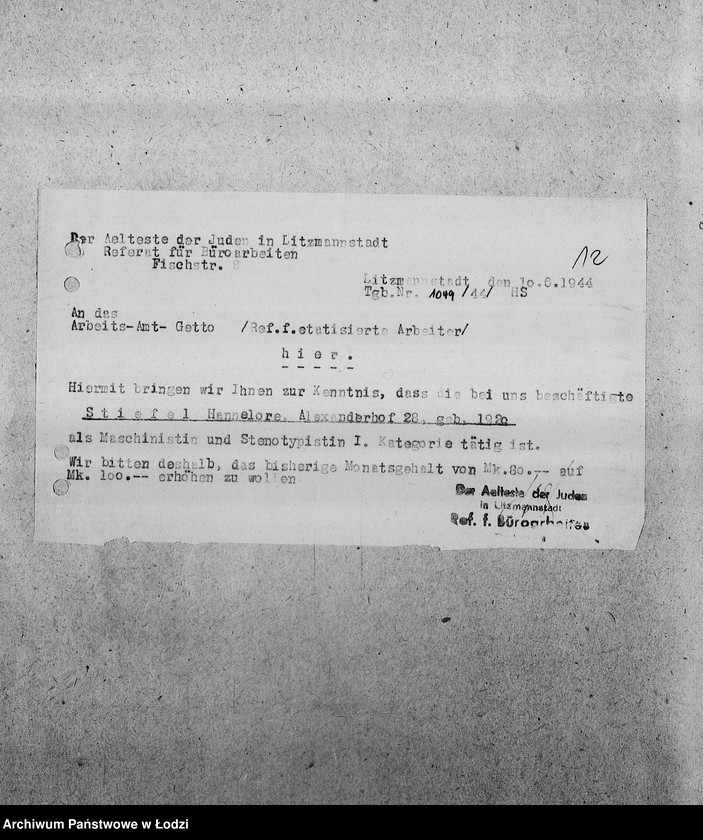 Der Aelteste der Juden in Litzmannstadt
Referat für Büroarbeiten
Fischstr. 8
12
Litzmannstadt den 10.6.1944
Tgb.Nr. 1049 /44/ HS
An das
Arbeits-Amt- Getto /Ref.f.etatisierte Arbeiter/
h i e r .
Hiermit bringen wir Ihnen zur Kenntnis, dass die bei uns beschäftigte
S t i e f e l Hannelore, Alexanderhof 28, geb. 1920
als Maschinistin und Stenotypistin I. Kategorie tätig ist.
Wir bitten deshalb, das bisherige Monatsgehalt von Mk.80.-- auf
Mk. 100.-- erhöhen zu wollen
Der Aelteste der Juden
in Litzmannstadt
Ref. f. Büroarbeiten
Archiwum Państwowe w Łodzi